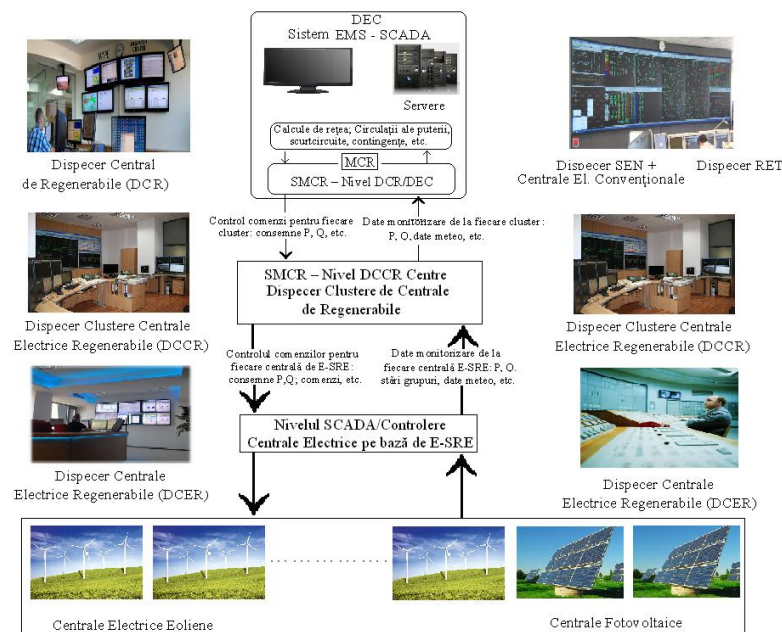 DEC
Sistem EMS - SCADA
Servere
Calcule de rețea; Circulații ale puterii,
scurtcircuite, contingențe, etc.
MCR
SMCR – Nivel DCR/DEC
Dispecer Central
de Regenerabile (DCR)
Dispecer SEN +
Centrale El. Convenționale
Dispecer RET
Control comenzi pentru fiecare
cluster: consemne P, Q, etc.
Date monitorizare de la fiecare cluster :
P, Q, date meteo, etc.
SMCR – Nivel DCCR Centre
Dispecer Clustere de Centrale
de Regenerabile
Dispecer Clustere Centrale
Electrice Regenerabile (DCCR)
Dispecer Clustere Centrale
Electrice Regenerabile (DCCR)
Controlul comenzilor pentru
fiecare centrală de E-SRE :
consemne P,Q; comenzi, etc.
Date monitorizare de la
fiecare centrală E-SRE: P, Q.
stări grupuri, date meteo, etc.
Nivelul SCADA/Controlere
Centrale Electrice pe bază de E-SRE
Dispecer Centrale
Electrice Regenerabile (DCER)
Dispecer Centrale
Electrice Regenerabile (DCER)
Centrale Electrice Eoliene
Centrale Fotovoltaice